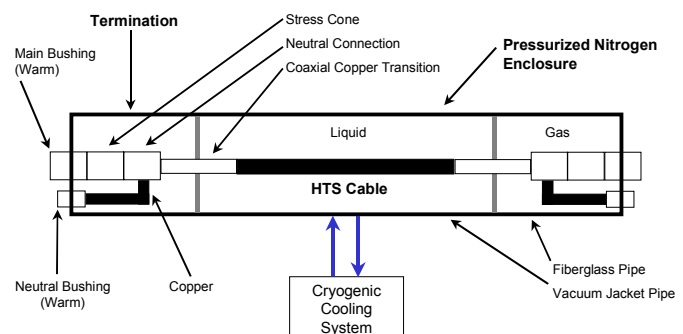 Stress Cone
Termination
Neutral Connection
Main Bushing
(Warm)
Pressurized Nitrogen
Enclosure
Coaxial Copper Transition
Liquid
Gas
HTS Cable
Fiberglass Pipe
Neutral Bushing
(Warm)
Copper
Vacuum Jacket Pipe
Cryogenic
Cooling
System